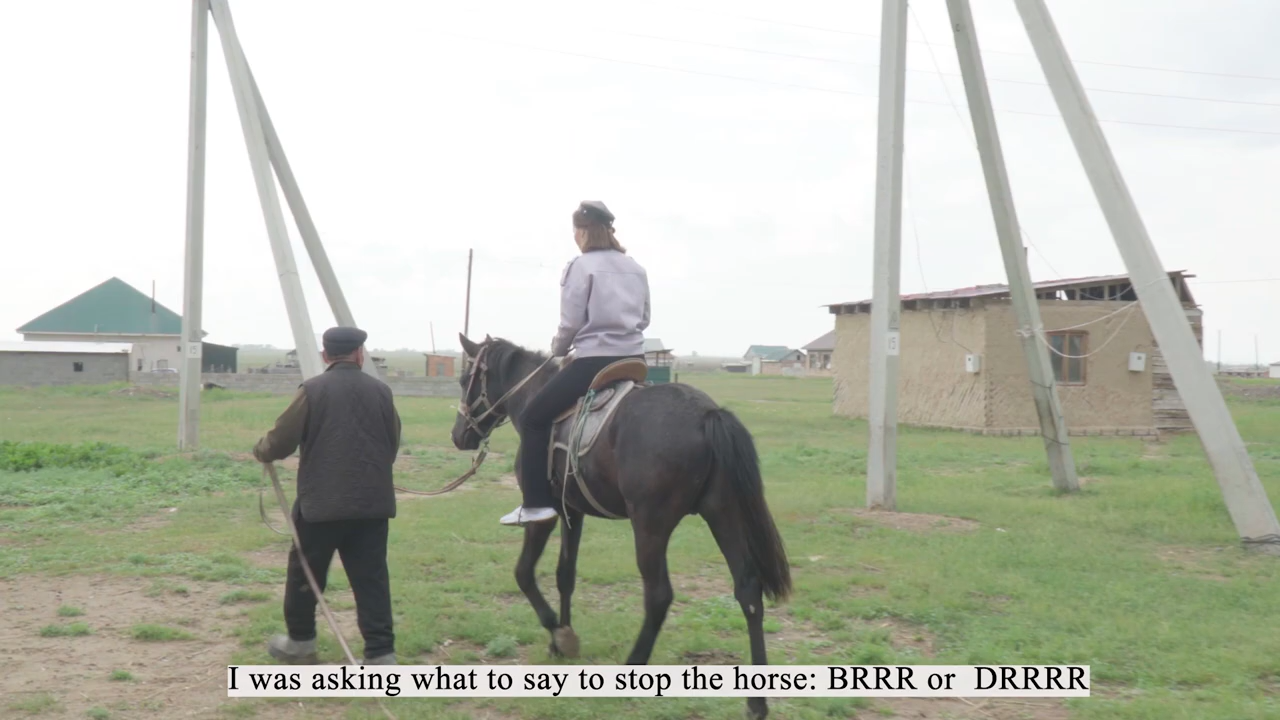 I was asking what to say to stop the horse: BRRR or  DRRRR